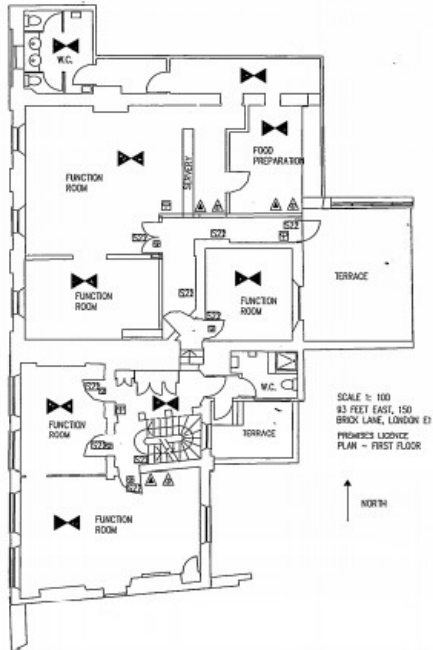 W.C.
FUNCTION
ROOM
SERVERY
FOOD
PREPARATION
FUNCTION
ROOM
FUNCTION
ROOM
TERRACE
W.C.
FUNCTION
ROOM
TERRACE
FUNCTION
ROOM
SCALE 1: 100
93 FEET EAST, 150
BRICK LANE, LONDON E1
PREMISES LICENCE
PLAN - FIRST FLOOR
NORTH